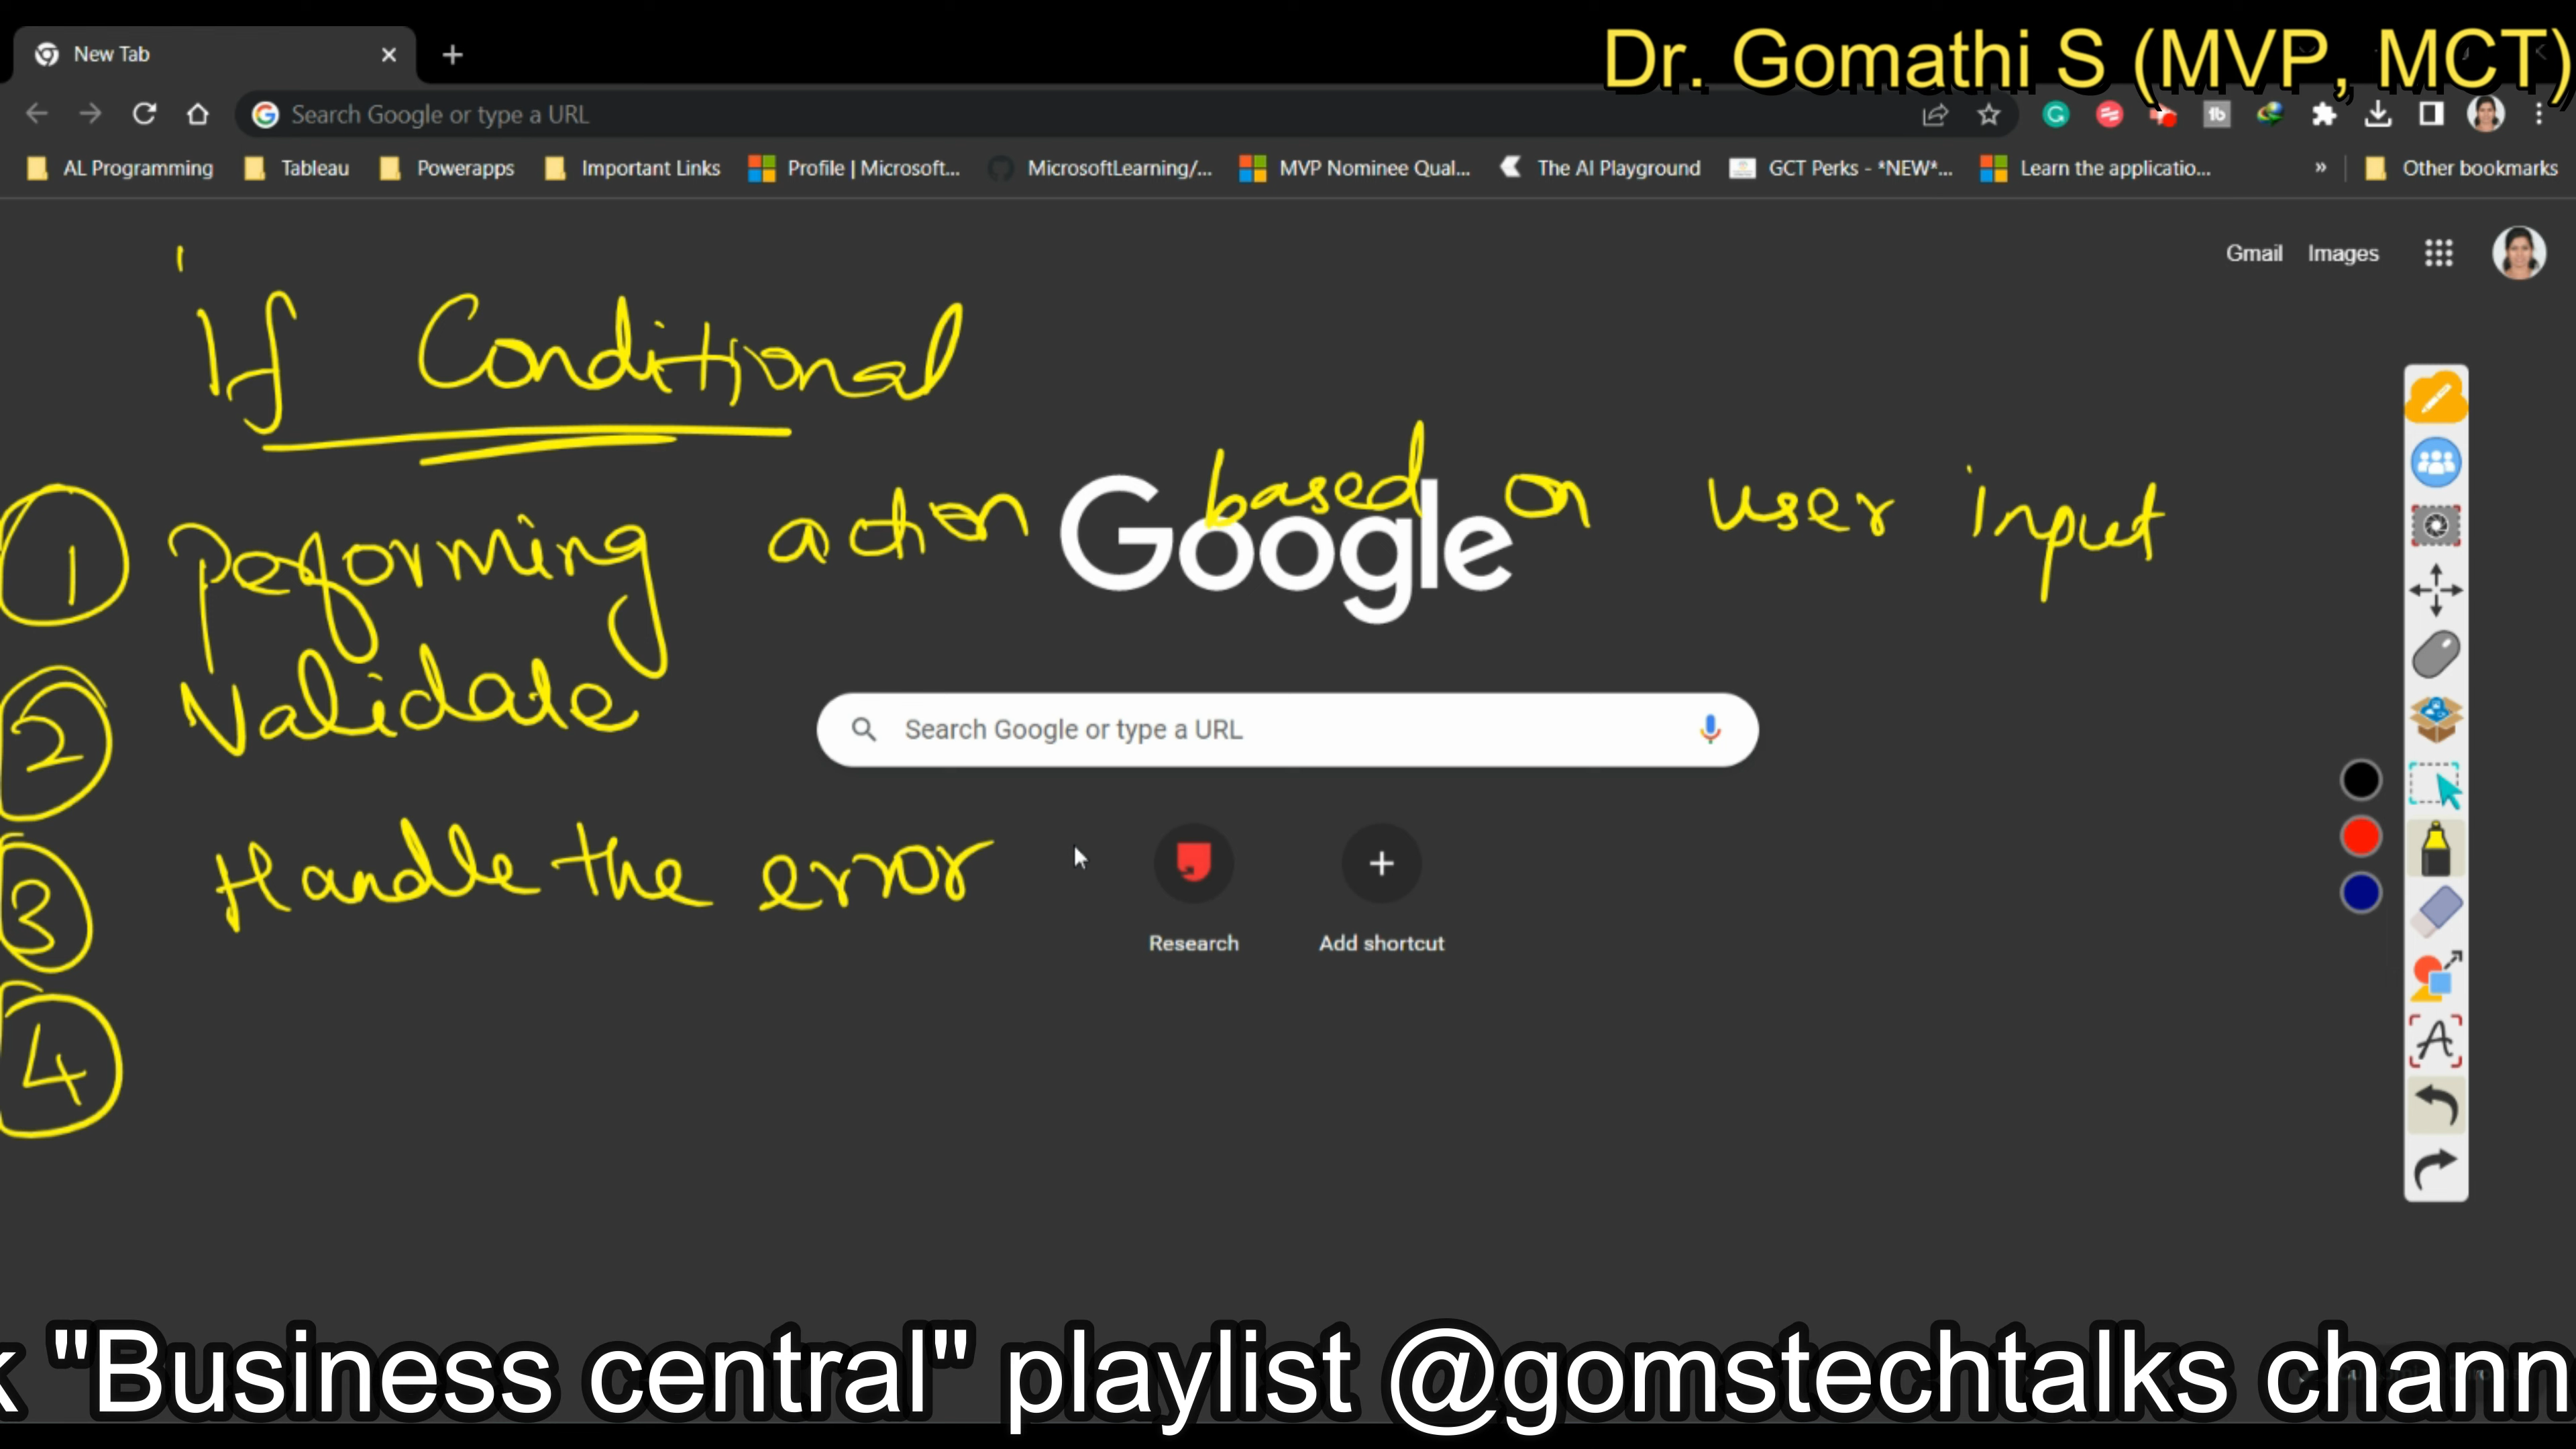 New Tab
Dr. Gomathi S (MVP, MCT)
Search Google or type a URL
AL Programming Tableau Powerapps Important Links Profile | Microsoft... MicrosoftLearning/... MVP Nominee Qual... The AI Playground GCT Perks - *NEW*... Learn the applicatio... » Other bookmarks
Gmail Images
If Conditional
1 Performing action based on user input
Google
2 Validate
Search Google or type a URL
3 Handle the error
Research Add shortcut
4
k "Business central" playlist @gomstechtalks chann